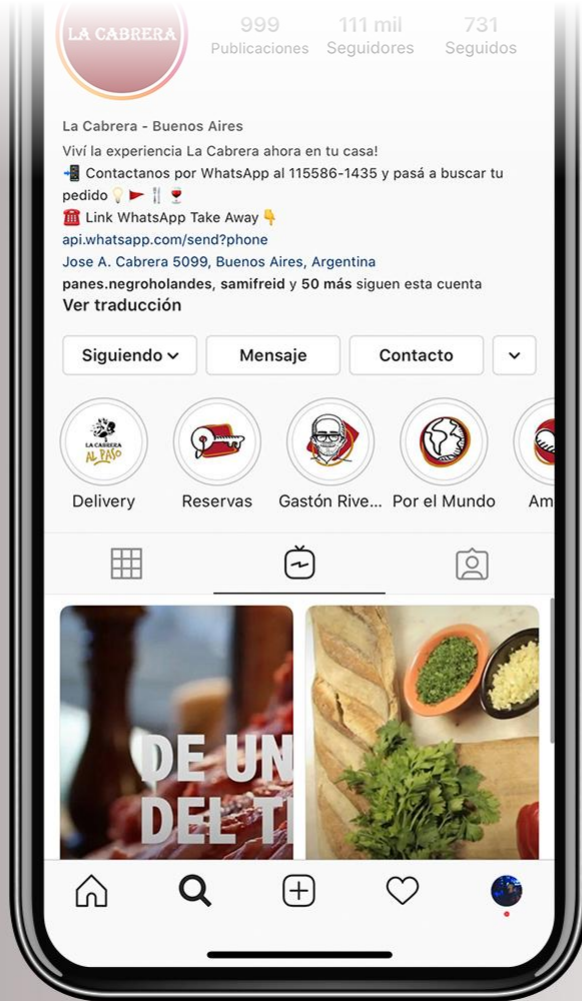 LA CABRERA
999
111 mil
731
Publicaciones
Seguidores
Seguidos
La Cabrera - Buenos Aires
Viví la experiencia La Cabrera ahora en tu casa!
📲 Contactanos por WhatsApp al 115586-1435 y pasá a buscar tu
pedido 💡 🚩 🍴 🍷
☎️ Link WhatsApp Take Away 👇
api.whatsapp.com/send?phone
Jose A. Cabrera 5099, Buenos Aires, Argentina
panes.negroholandes, samifreid y 50 más siguen esta cuenta
Ver traducción
Siguiendo
Mensaje
Contacto
LA CABRERA
AL PASO
Delivery
Reservas
Gastón Rive...
Por el Mundo
Am
DE UN
DEL T